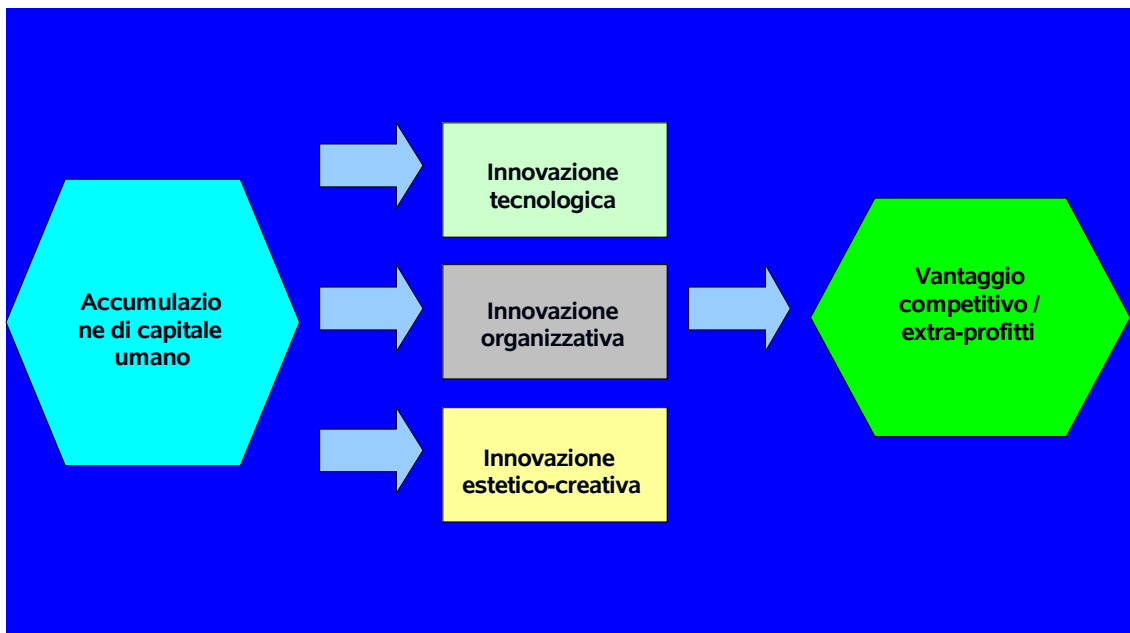 Accumulazio
ne di capitale
umano
Innovazione
tecnologica
Innovazione
organizzativa
Innovazione
estetico-creativa
Vantaggio
competitivo /
extra-profitti